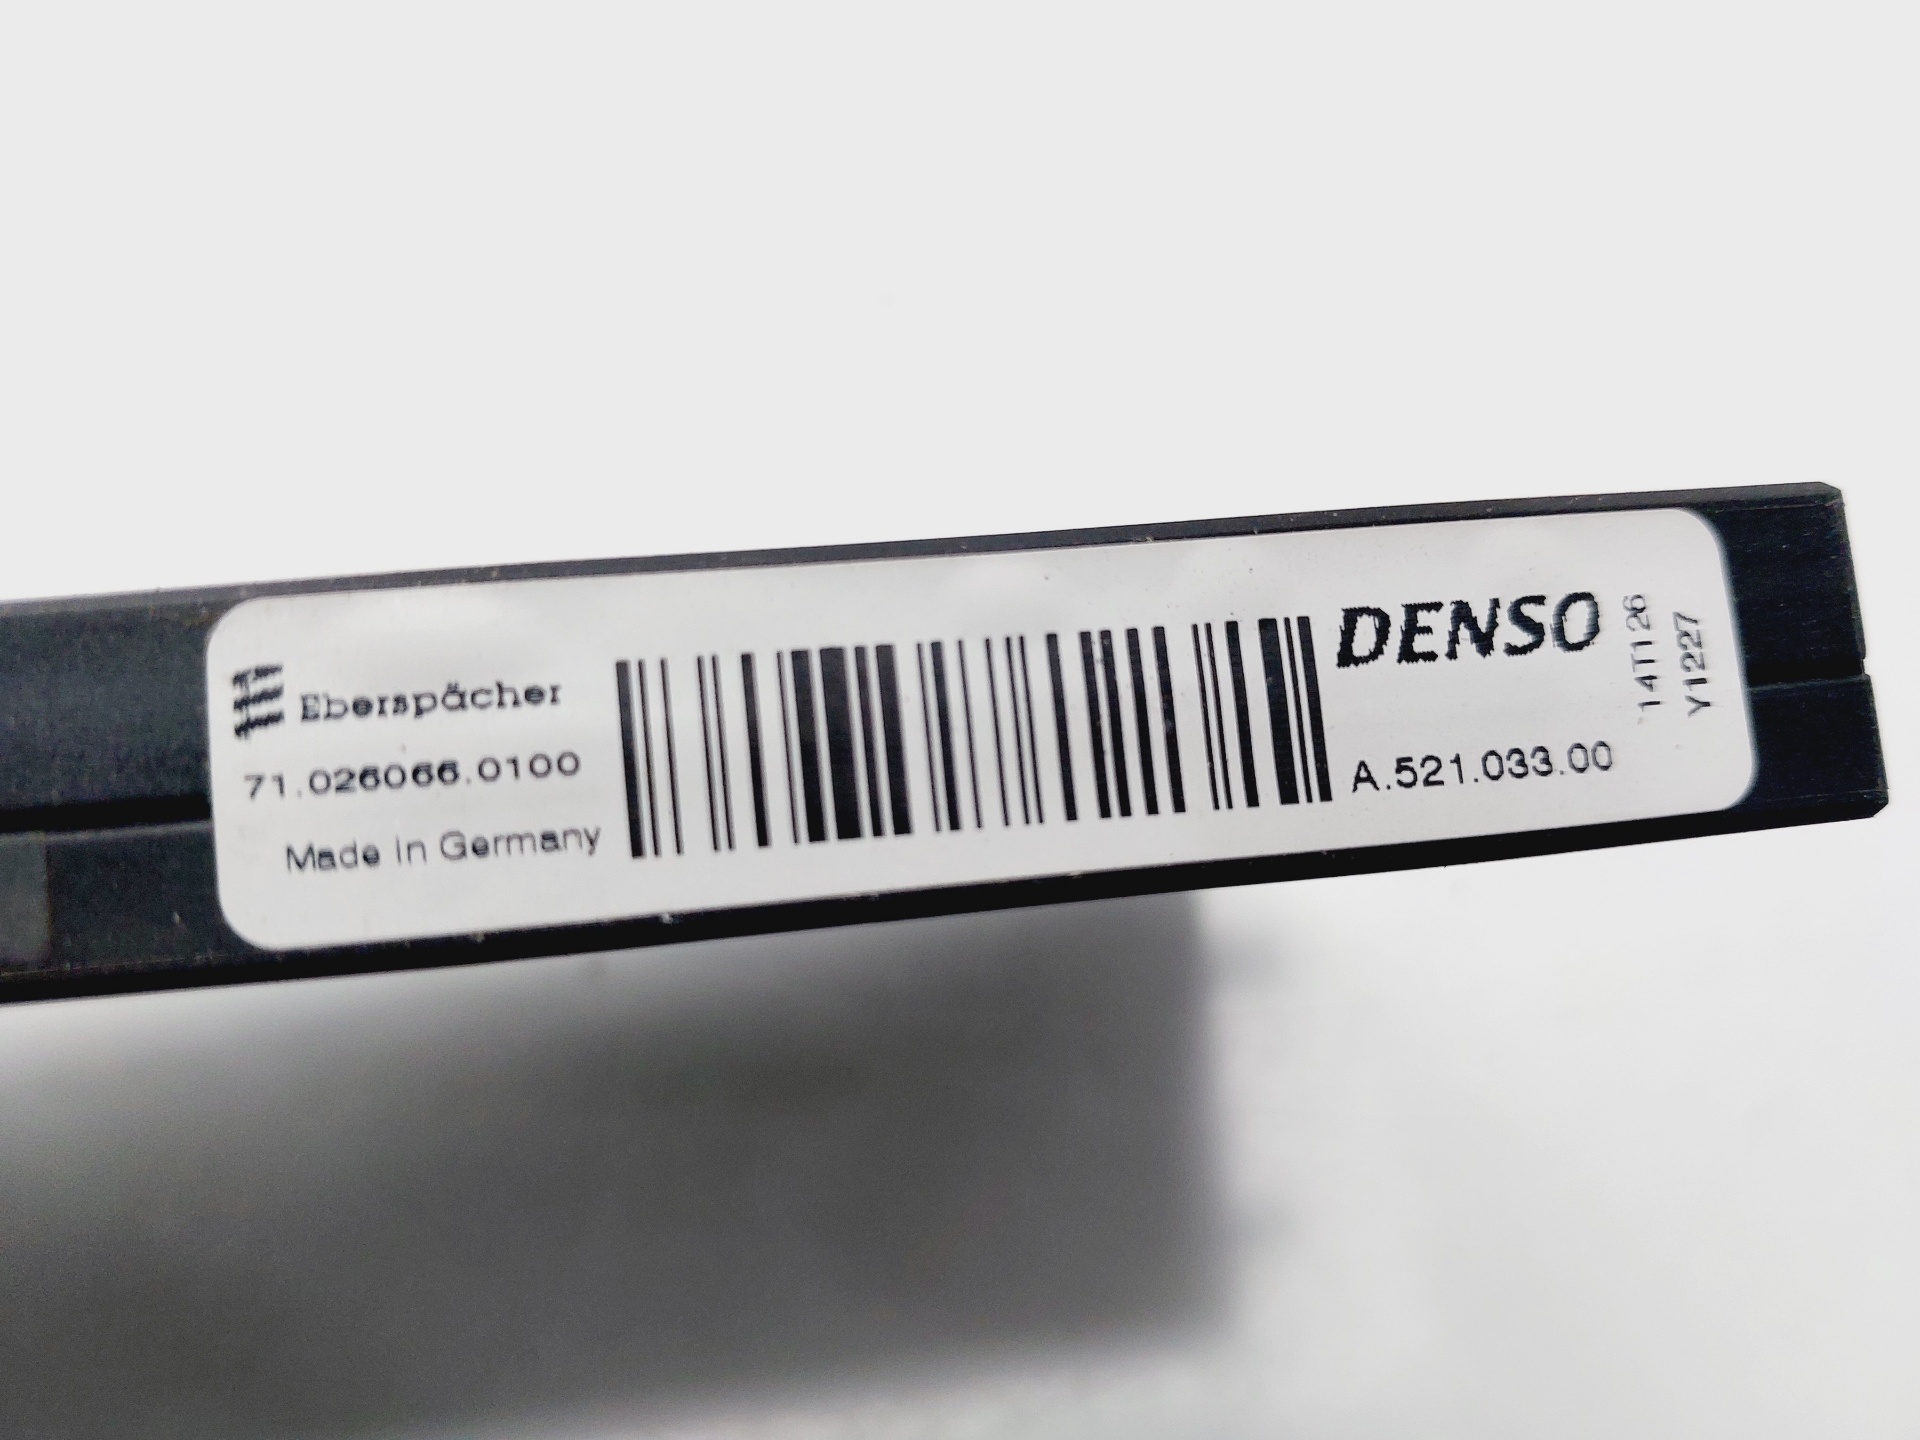 Eberspächer
71.026066.0100
Made in Germany
DENSO
A.521.033.00
14T126
Y1227